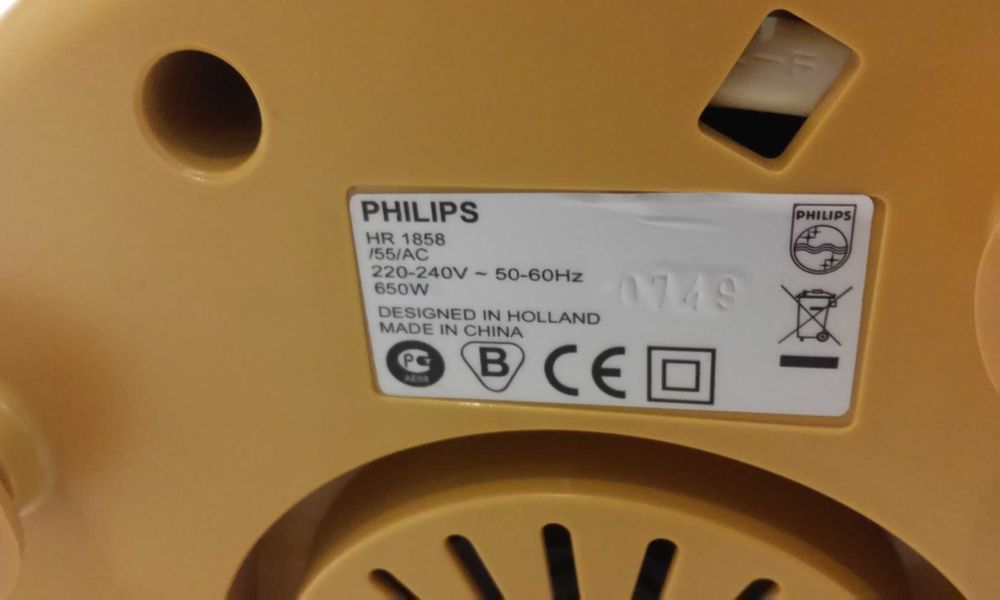 PHILIPS
HR 1858
/55/AC
220-240V ~ 50-60Hz
650W
DESIGNED IN HOLLAND
MADE IN CHINA
0749
PHILIPS
AE68
B
CE